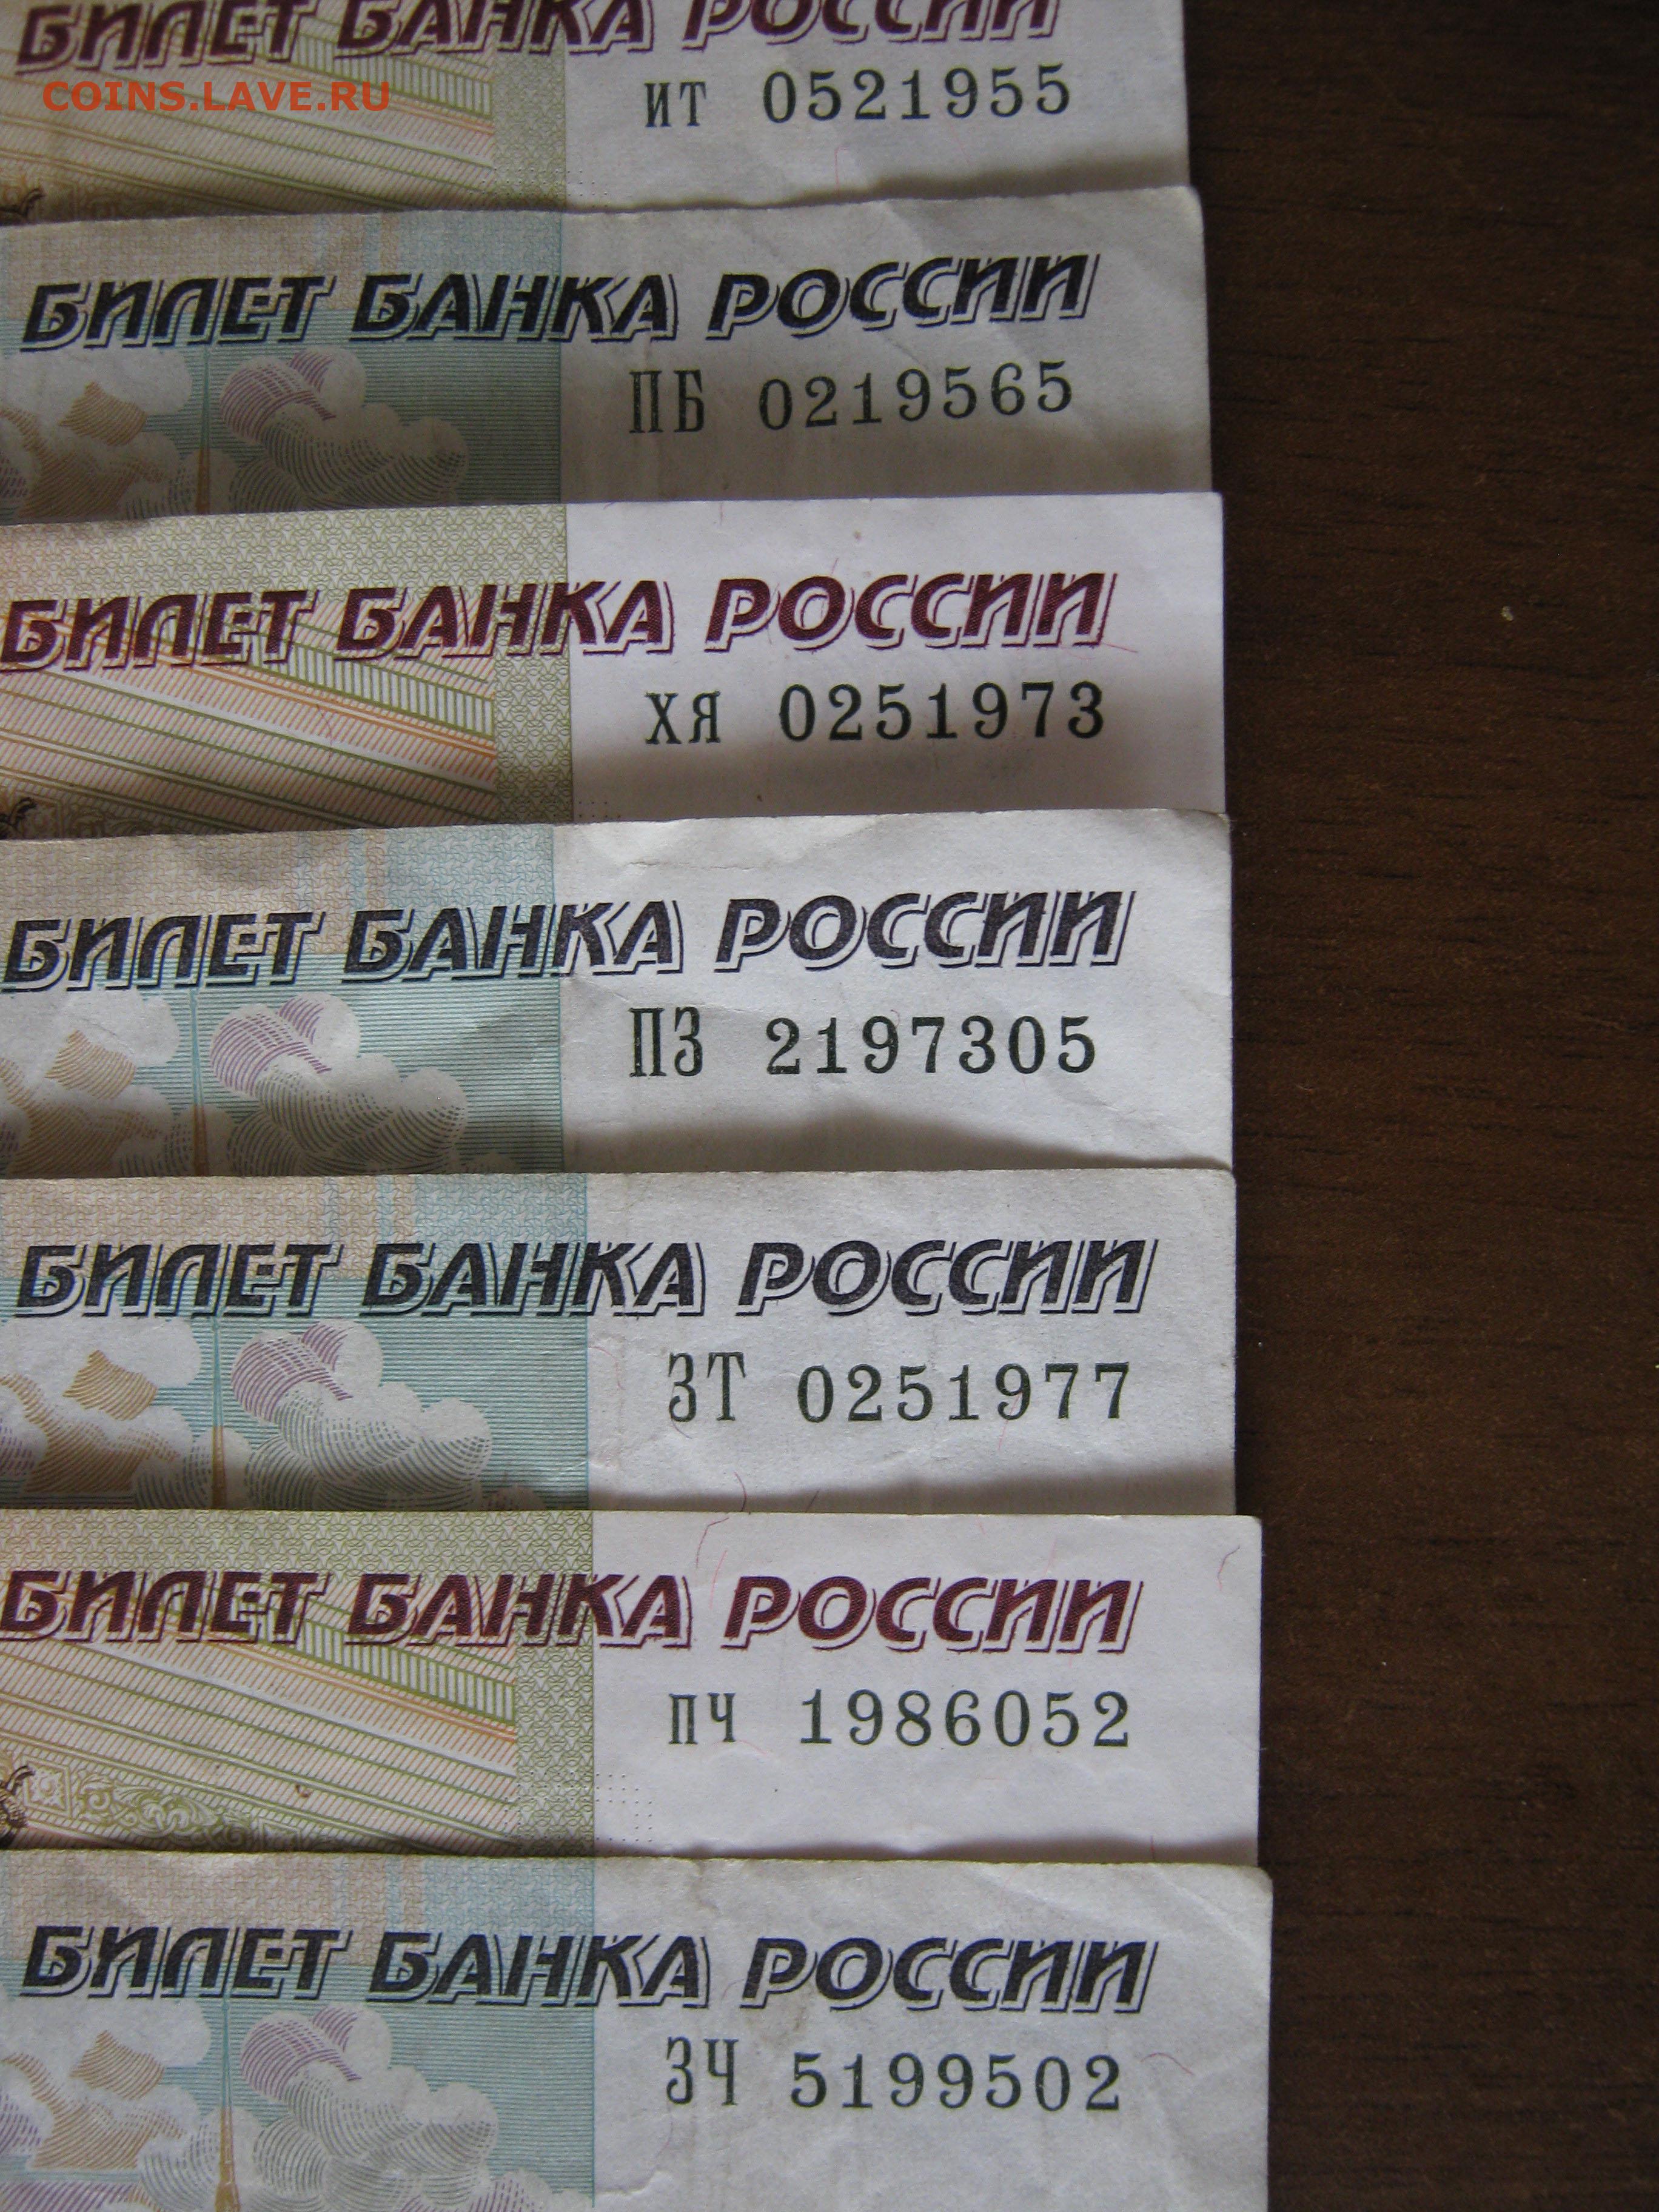 БИЛЕТ БАНКА РОССИИ
COINS.LAVE.RU
ИТ 0521955
БИЛЕТ БАНКА РОССИИ
ПБ 0219565
БИЛЕТ БАНКА РОССИИ
ХЯ 0251973
БИЛЕТ БАНКА РОССИИ
ПЗ 2197305
БИЛЕТ БАНКА РОССИИ
ЗТ 0251977
БИЛЕТ БАНКА РОССИИ
ПЧ 1986052
БИЛЕТ БАНКА РОССИИ
ЗЧ 5199502